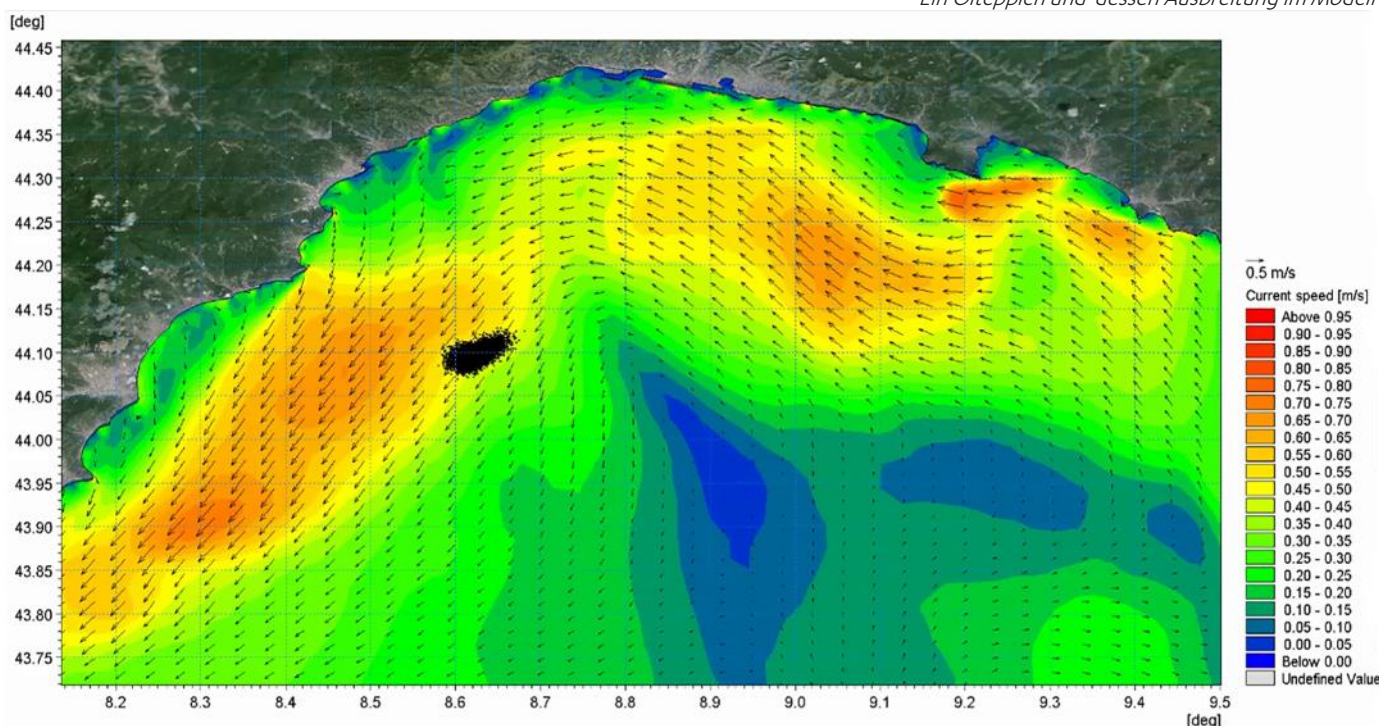 Ein Ölteppich und dessen Ausbreitung im Modell
[deg]
44.45
44.40
44.35
44.30
44.25
44.20
44.15
44.10
44.05
44.00
43.95
43.90
43.85
43.80
43.75
8.2
8.3
8.4
8.5
8.6
8.7
8.8
8.9
9.0
9.1
9.2
9.3
9.4
9.5
[deg]
0.5 m/s
Current speed [m/s]
Above 0.95
0.90 - 0.95
0.85 - 0.90
0.80 - 0.85
0.75 - 0.80
0.70 - 0.75
0.65 - 0.70
0.60 - 0.65
0.55 - 0.60
0.50 - 0.55
0.45 - 0.50
0.40 - 0.45
0.35 - 0.40
0.30 - 0.35
0.25 - 0.30
0.20 - 0.25
0.15 - 0.20
0.10 - 0.15
0.05 - 0.10
0.00 - 0.05
Below 0.00
Undefined Value